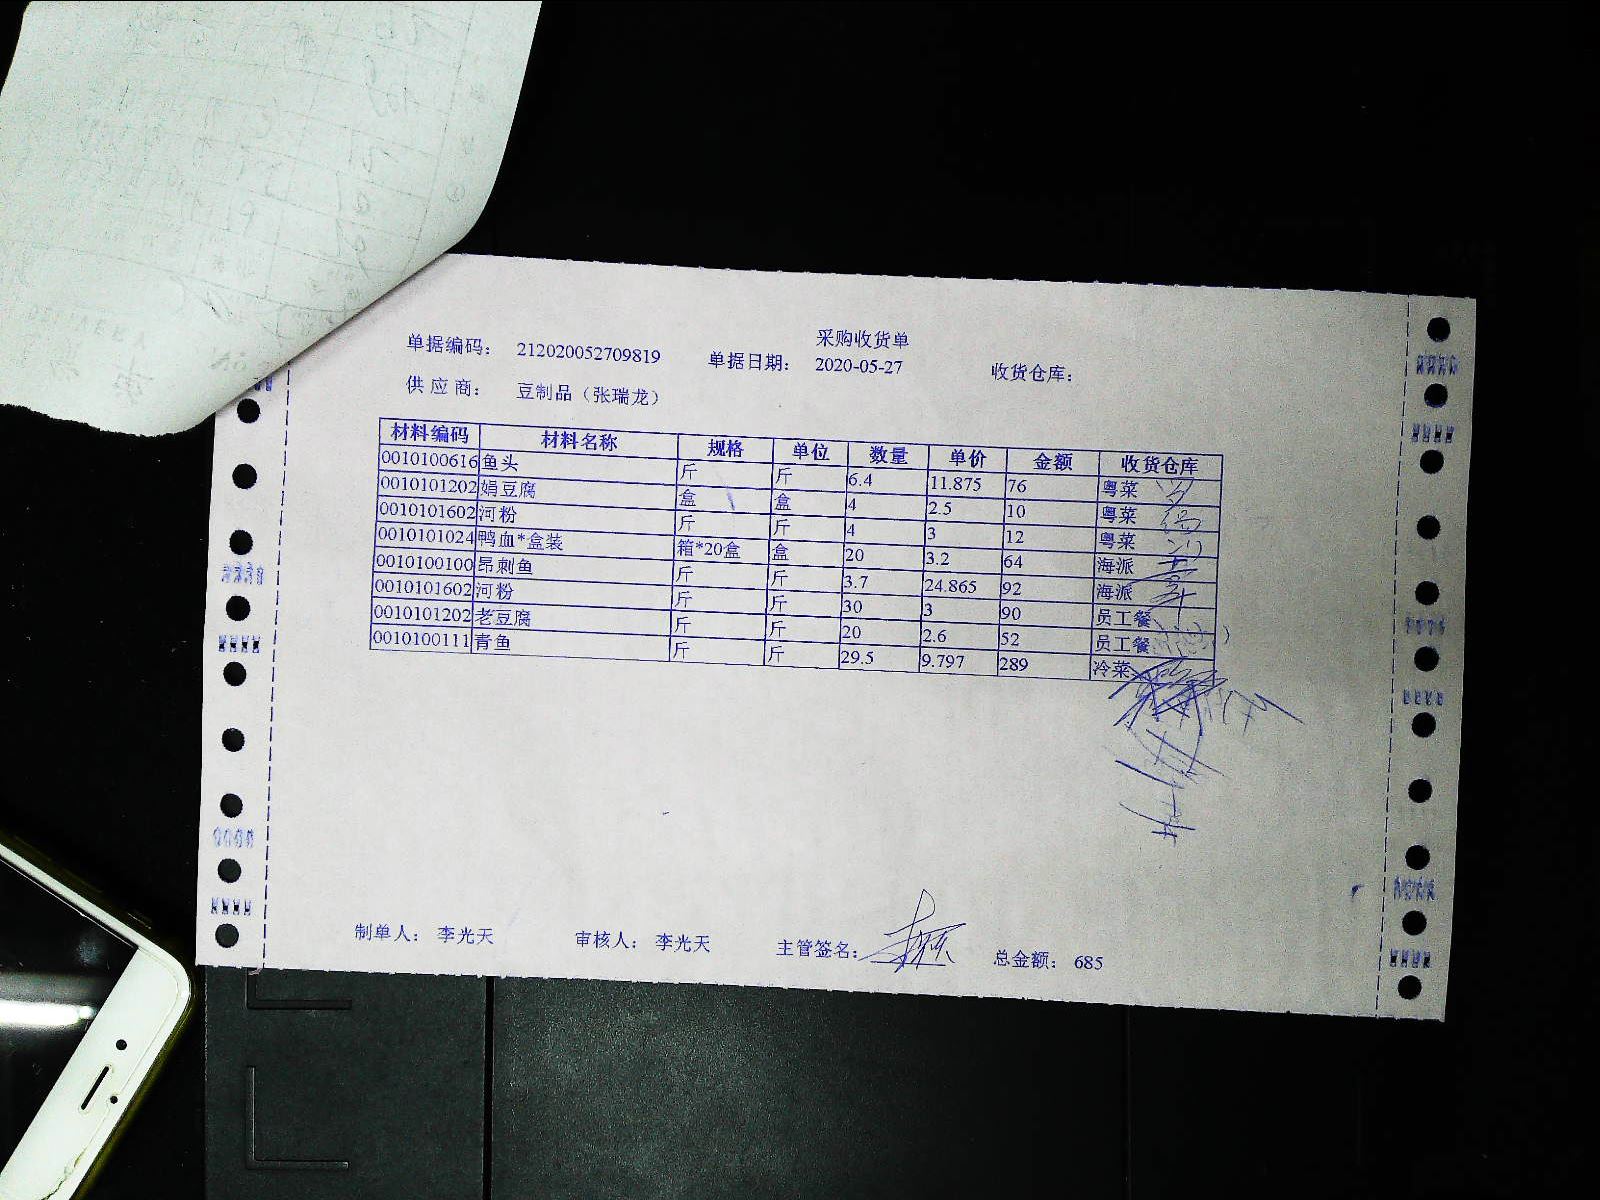 采购收货单
单据编码： 212020052709819 单据日期： 2020-05-27 收货仓库：
供 应 商： 豆制品（张瑞龙）
材料编码 材料名称 规格 单位 数量 单价 金额 收货仓库
0010100616 鱼头 斤 斤 6.4 11.875 76 粤菜
0010101202 娟豆腐 盒 盒 4 2.5 10 粤菜
0010101602 河粉 斤 斤 4 3 12 粤菜
0010101024 鸭血*盒装 箱*20盒 盒 20 3.2 64 海派
0010100100 昂刺鱼 斤 斤 3.7 24.865 92 海派
0010101602 河粉 斤 斤 30 3 90 员工餐
0010101202 老豆腐 斤 斤 20 2.6 52 员工餐
0010100111 青鱼 斤 斤 29.5 9.797 289 冷菜
制单人： 李光天 审核人： 李光天 主管签名： 总金额： 685